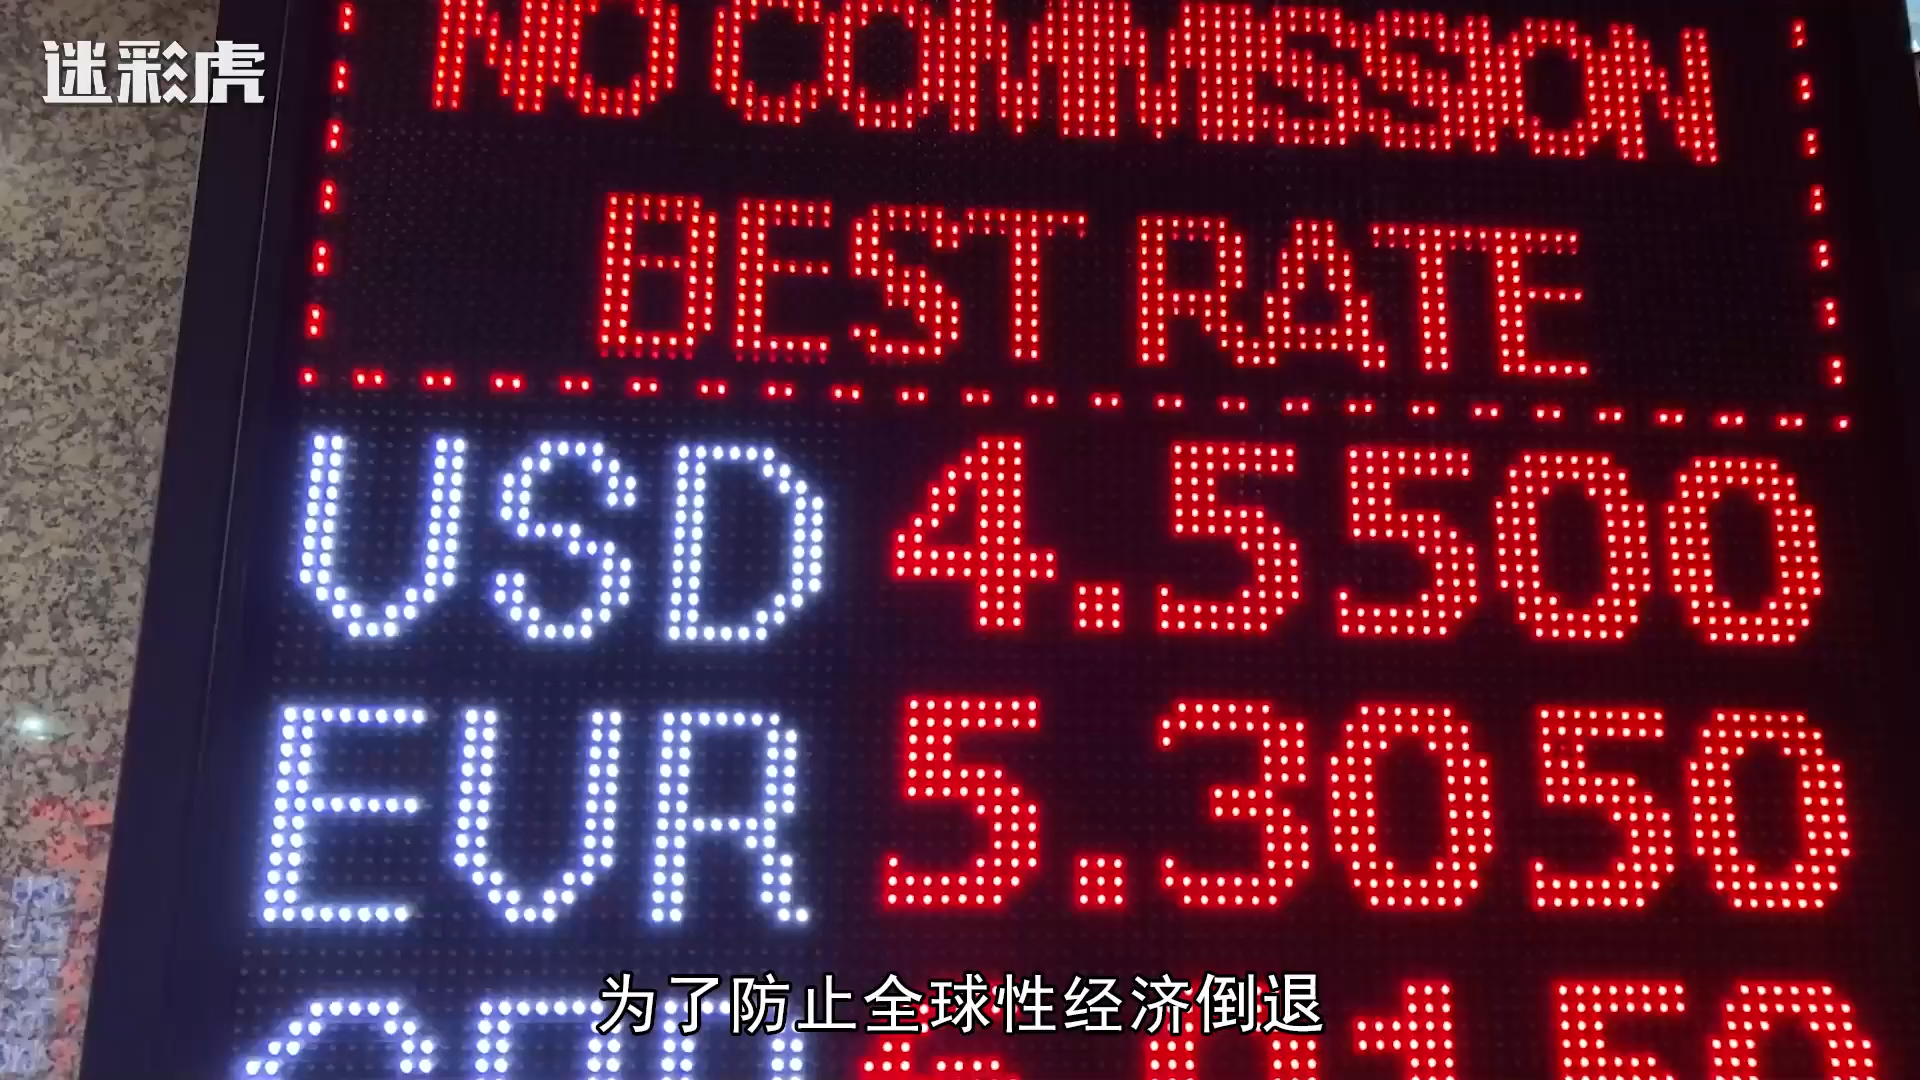 迷彩虎
NO COMMISSION
BEST RATE
USD 4.5500
EUR 5.3050
为了防止全球性经济倒退